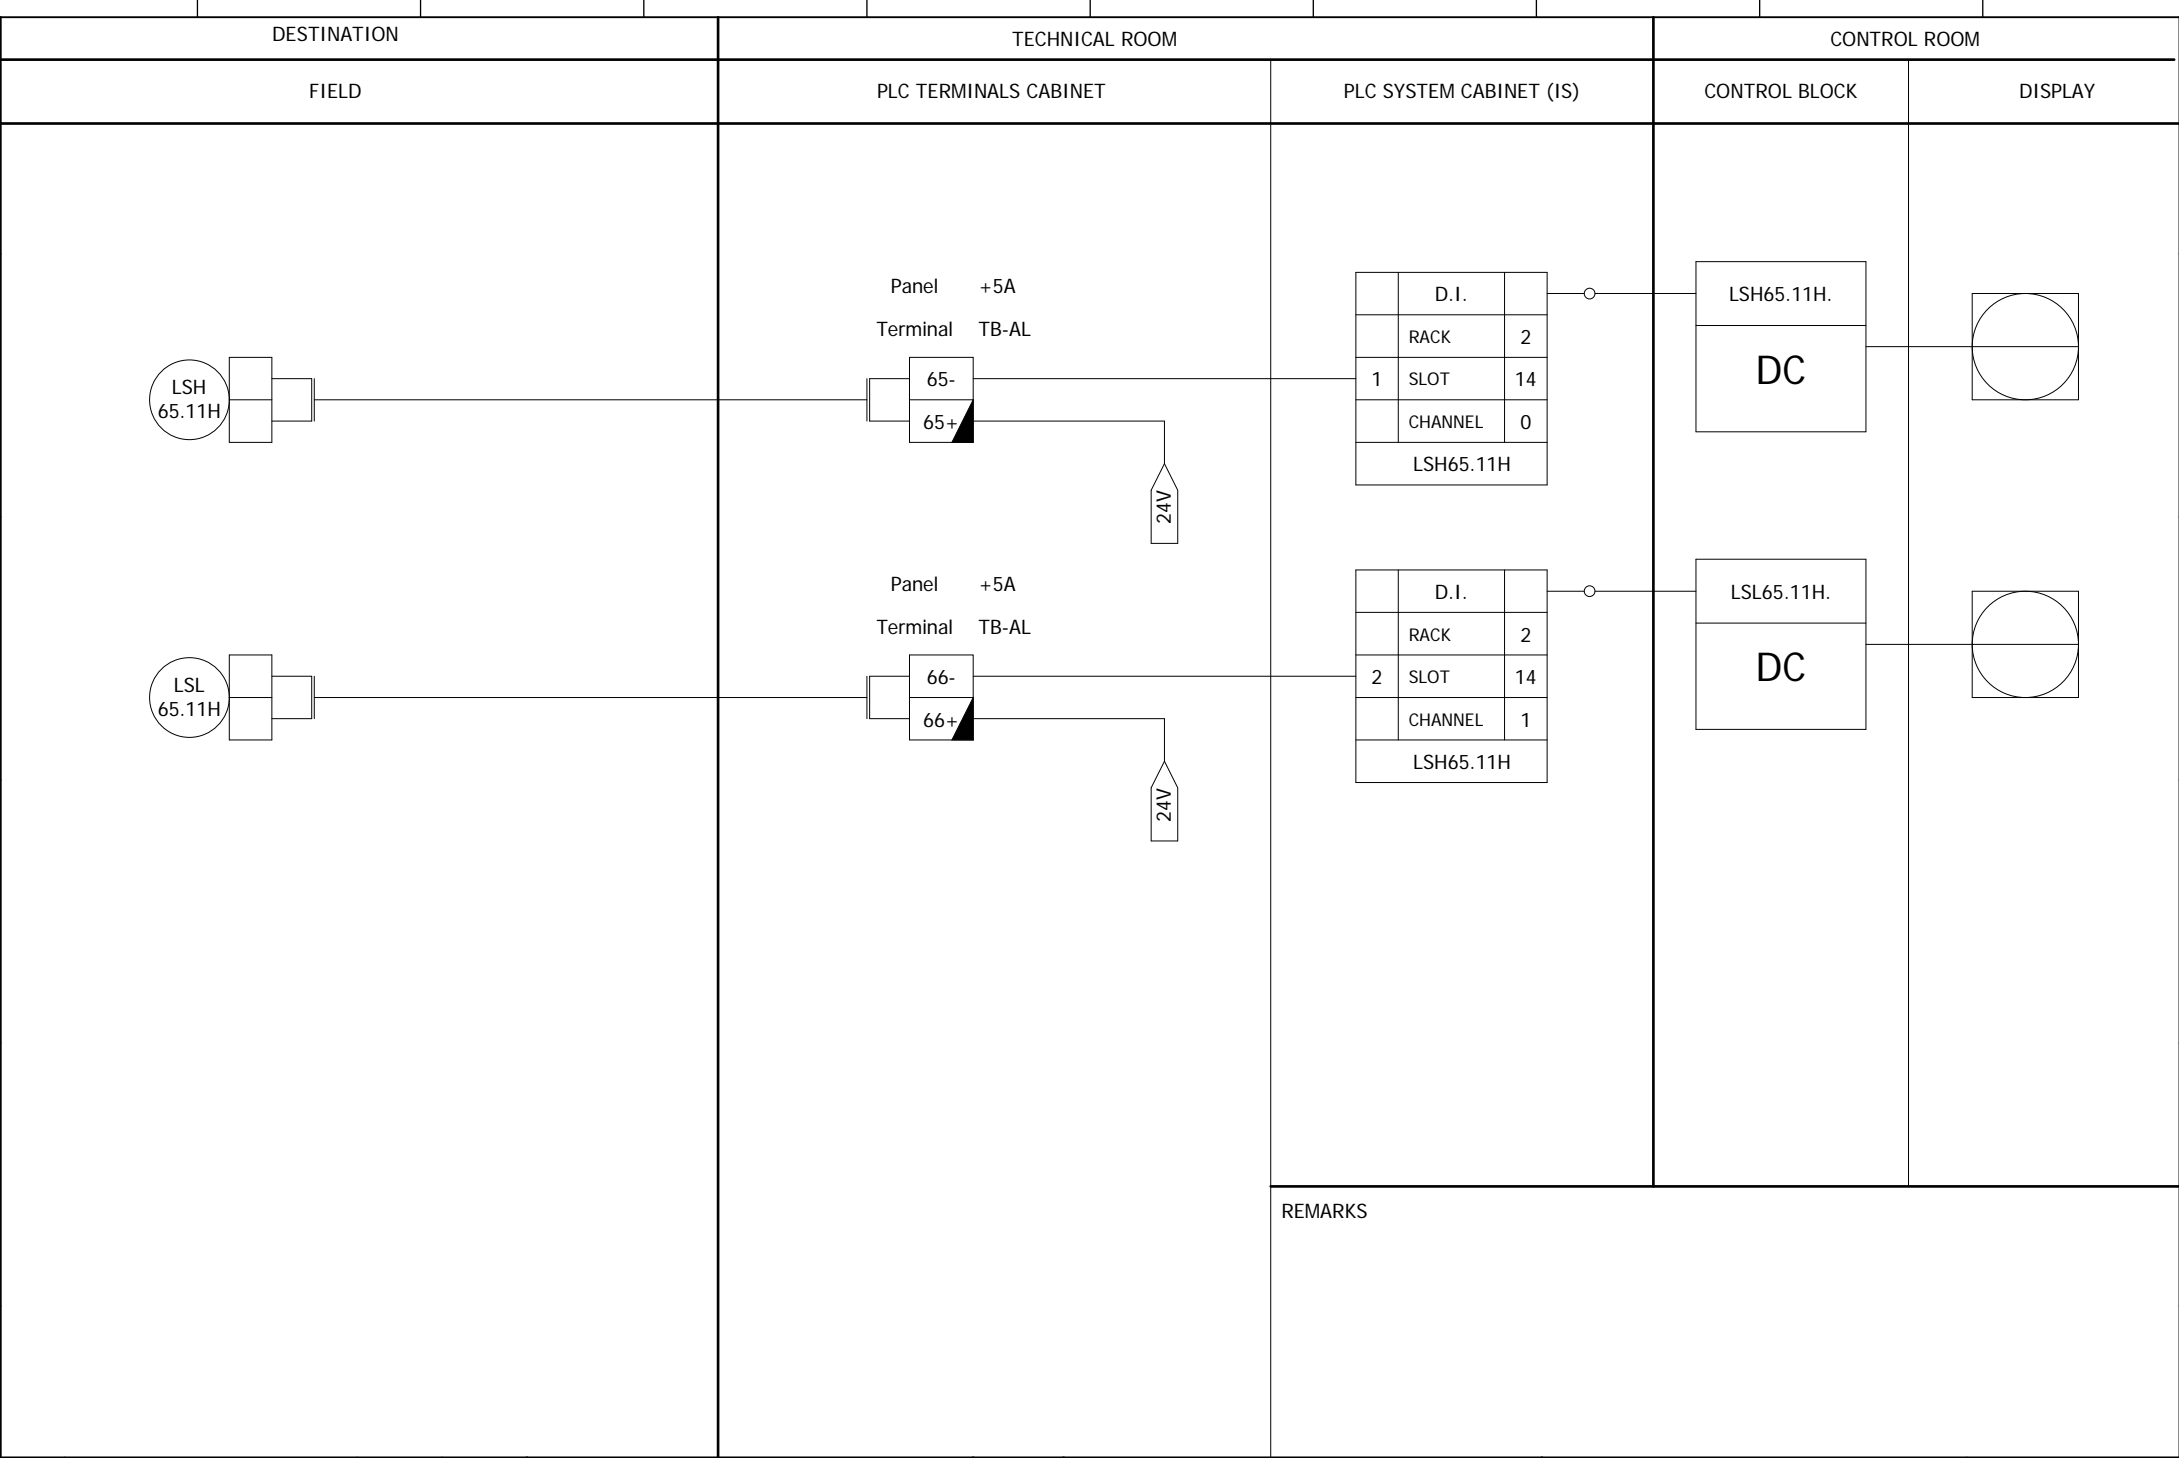 DESTINATION
TECHNICAL ROOM
CONTROL ROOM
FIELD
PLC TERMINALS CABINET
PLC SYSTEM CABINET (IS)
CONTROL BLOCK
DISPLAY
LSH
65.11H
Panel +5A
Terminal TB-AL
65-
65+
24V
D.I.
RACK 2
1 SLOT 14
CHANNEL 0
LSH65.11H
LSH65.11H.
DC
LSL
65.11H
Panel +5A
Terminal TB-AL
66-
66+
24V
D.I.
RACK 2
2 SLOT 14
CHANNEL 1
LSH65.11H
LSL65.11H.
DC
REMARKS